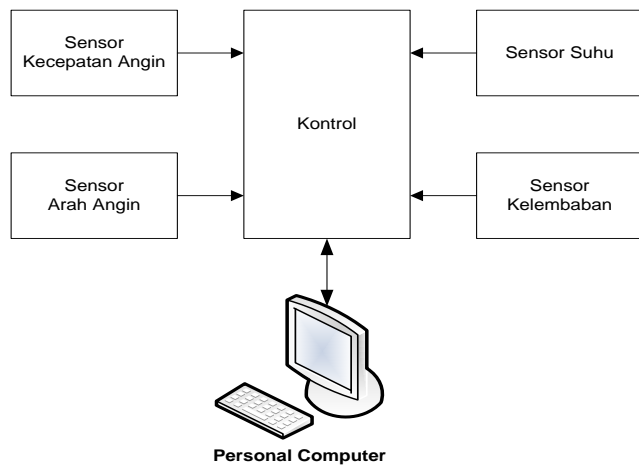 Sensor
Kecepatan Angin
Kontrol
Sensor Suhu
Sensor
Arah Angin
Sensor
Kelembaban
Personal Computer